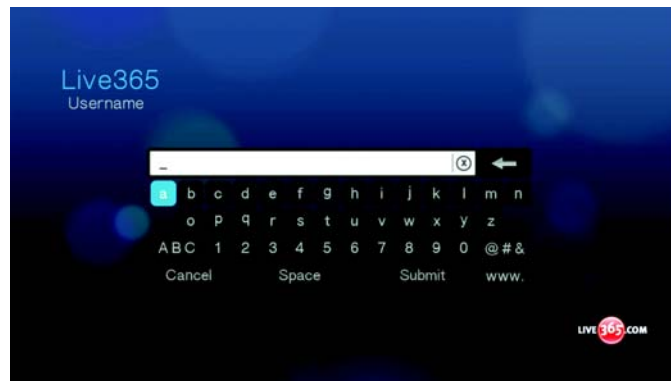 Live365
Username
_
a b c d e f g h i j k l m n
o p q r s t u v w x y z
ABC 1 2 3 4 5 6 7 8 9 0 @#&
Cancel Space Submit www.
LIVE365.COM